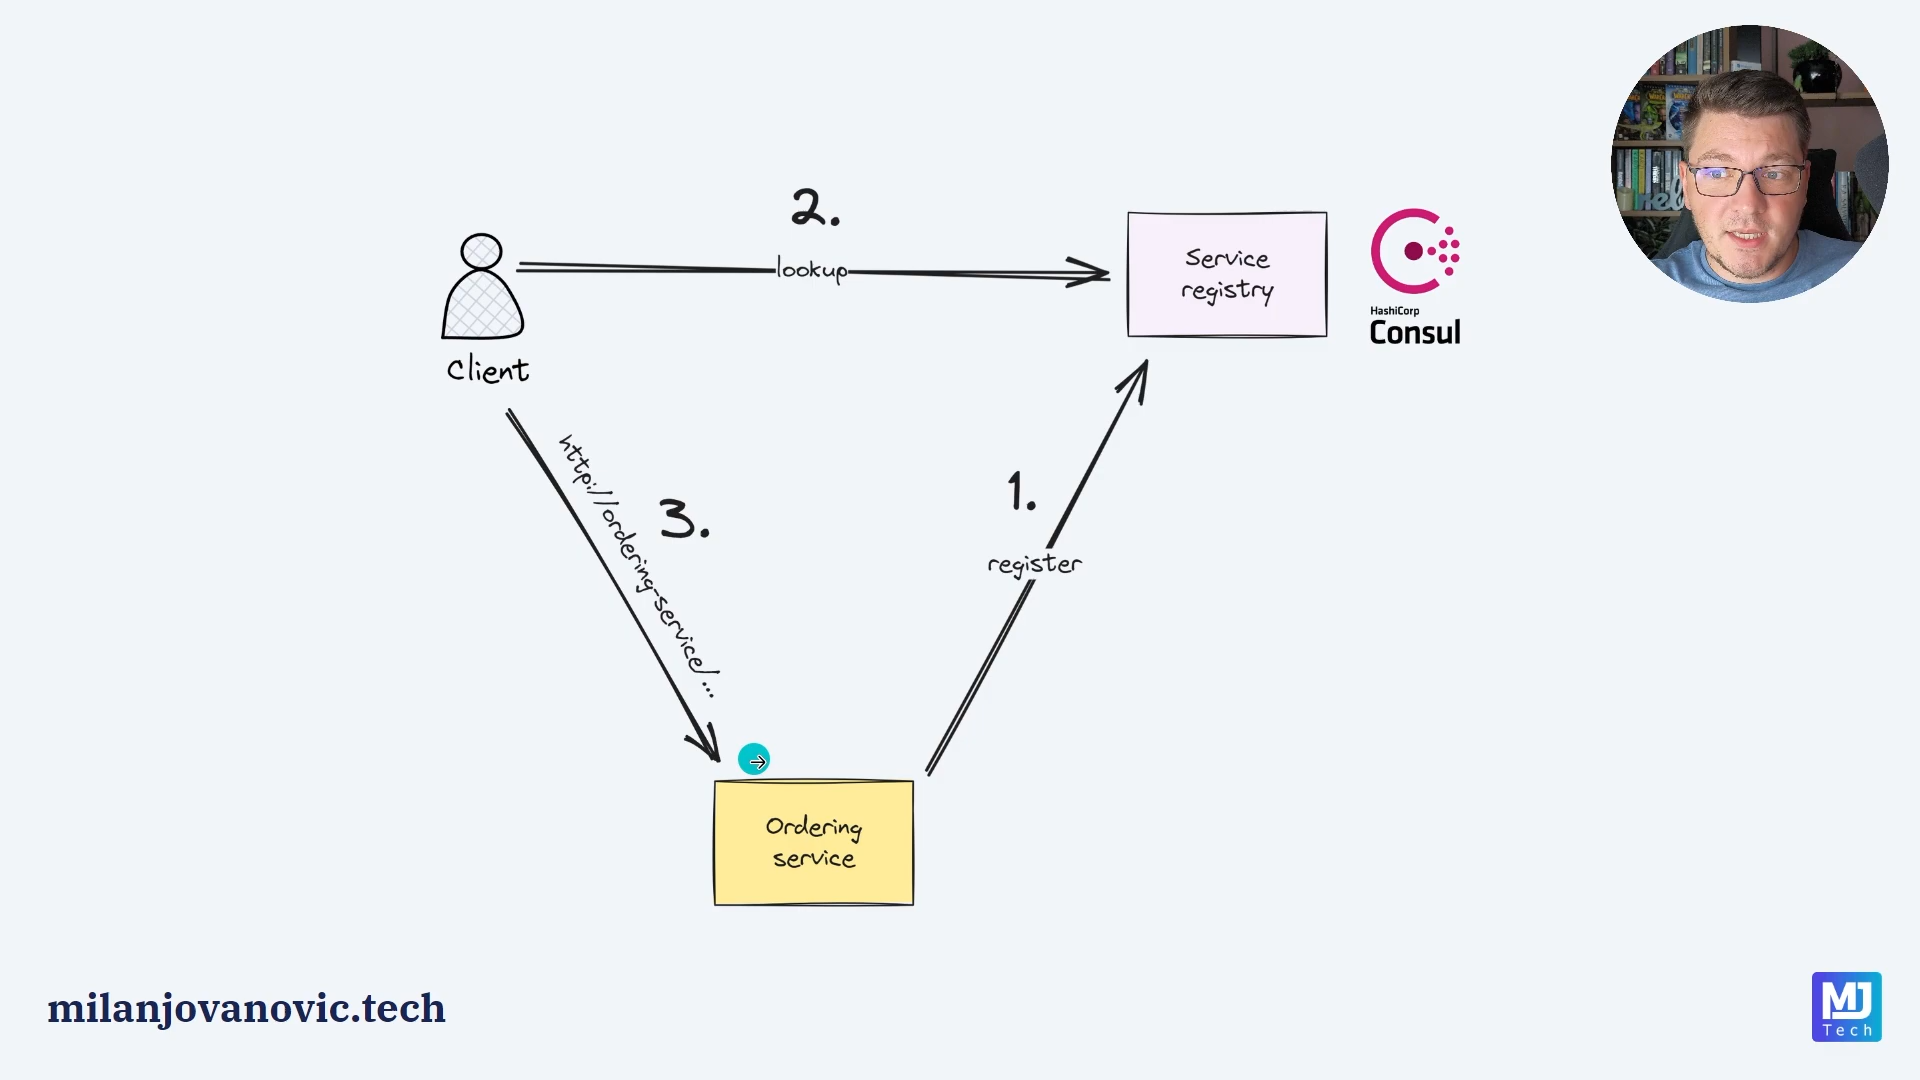 2.
lookup
Service
registry
HashiCorp
Consul
Client
http://ordering-service/...
3.
1.
register
Ordering
service
milanjovanovic.tech
MJ
Tech